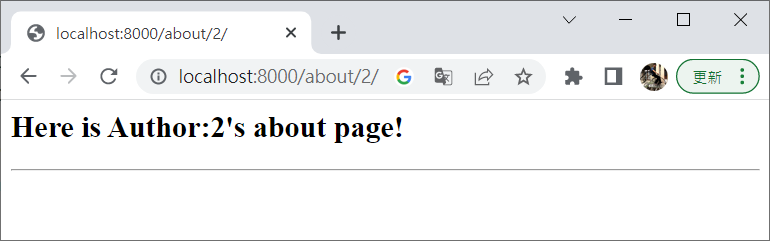 localhost:8000/about/2/
localhost:8000/about/2/
更新
Here is Author:2's about page!